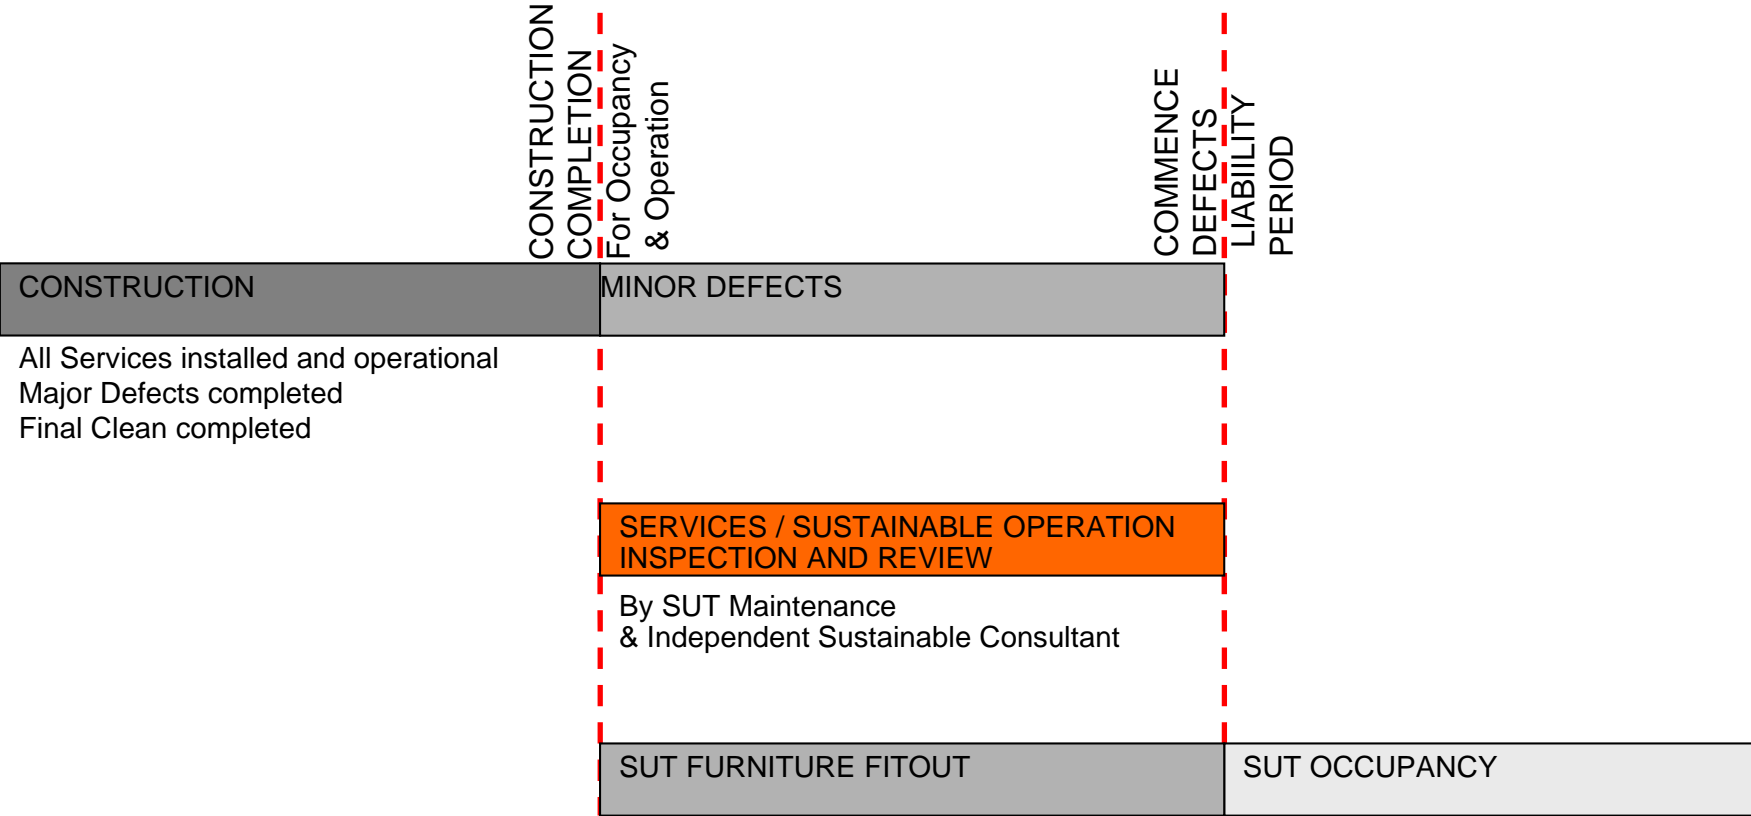 CONSTRUCTION
COMPLETION
For Occupancy
& Operation
COMMENCE
DEFECTS
LIABIILITY
PERIOD
CONSTRUCTION
MINOR DEFECTS
All Services installed and operational
Major Defects completed
Final Clean completed
SERVICES / SUSTAINABLE OPERATION
INSPECTION AND REVIEW
By SUT Maintenance
& Independent Sustainable Consultant
SUT FURNITURE FITOUT
SUT OCCUPANCY